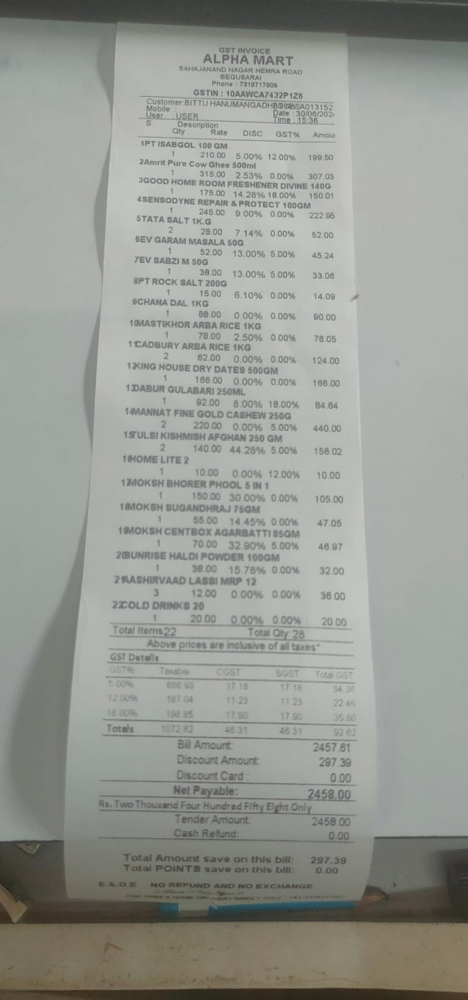 GST INVOICE
ALPHA MART
SAHAJANAND NAGAR HEMRA ROAD
BEGUSARAI
Phone : 7319717806
GSTIN : 10AAWCA7432P1Z6
Customer:BITTU HANUMANGADHI
SA013152
Mobile :
Date : 30/06/202
User : USER
Time : 15:36
S. Description
Qty Rate DISC GST% Amou
1PT ISABGOL 100 GM
1 210.00 5.00% 12.00% 199.50
2Amrit Pure Cow Ghee 500ml
1 315.00 2.53% 0.00% 307.03
3GOOD HOME ROOM FRESHENER DIVINE 140G
1 175.00 14.28% 18.00% 150.01
4SENSODYNE REPAIR & PROTECT 100GM
1 245.00 9.00% 0.00% 222.95
5TATA SALT 1K.G
2 28.00 7.14% 0.00% 52.00
6EV GARAM MASALA 50G
1 52.00 13.00% 5.00% 45.24
7EV SABZI M 50G
1 38.00 13.00% 5.00% 33.06
8PT ROCK SALT 200G
1 15.00 6.10% 0.00% 14.09
9CHANA DAL 1KG
1 88.00 0.00% 0.00% 90.00
10MASTIKHOR ARBA RICE 1KG
1 78.00 2.50% 0.00% 76.05
11CADBURY ARBA RICE 1KG
2 62.00 0.00% 0.00% 124.00
12KING HOUSE DRY DATES 500GM
1 166.00 0.00% 0.00% 166.00
13DABUR GULABARI 250ML
1 92.00 8.00% 18.00% 84.64
14MANNAT FINE GOLD CASHEW 250G
2 220.00 0.00% 5.00% 440.00
15TULSI KISHMISH AFGHAN 250 GM
2 140.00 44.28% 5.00% 156.02
16HOME LITE 2
1 10.00 0.00% 12.00% 10.00
17MOKSH BHORER PHOOL 5 IN 1
1 150.00 30.00% 0.00% 105.00
18MOKSH SUGANDHRAJ 75GM
1 55.00 14.45% 0.00% 47.05
19MOKSH CENTBOX AGARBATTI 85GM
1 70.00 32.90% 5.00% 46.97
20SUNRISE HALDI POWDER 100GM
1 38.00 15.78% 0.00% 32.00
21AASHIRVAAD LASSI MRP 12
3 12.00 0.00% 0.00% 36.00
22COLD DRINKS 20
1 20.00 0.00% 0.00% 20.00
Total Items22 Total Qty 28
Above prices are inclusive of all taxes*
GST Details
GST% Taxable CGST SGST Total GST
5.00% 686.93 17.18 17.18 34.36
12.00% 187.04 11.23 11.23 22.46
18.00% 198.85 17.90 17.90 35.80
Totals 1072.82 46.31 46.31 92.62
Bill Amount: 2457.61
Discount Amount: 297.39
Discount Card : 0.00
Net Payable: 2458.00
Rs. Two Thousand Four Hundred Fifty Eight Only
Tender Amount: 2458.00
Cash Refund: 0.00
Total Amount save on this bill: 297.39
Total POINTS save on this bill: 0.00
E.&.O.E NO REFUND AND NO EXCHANGE